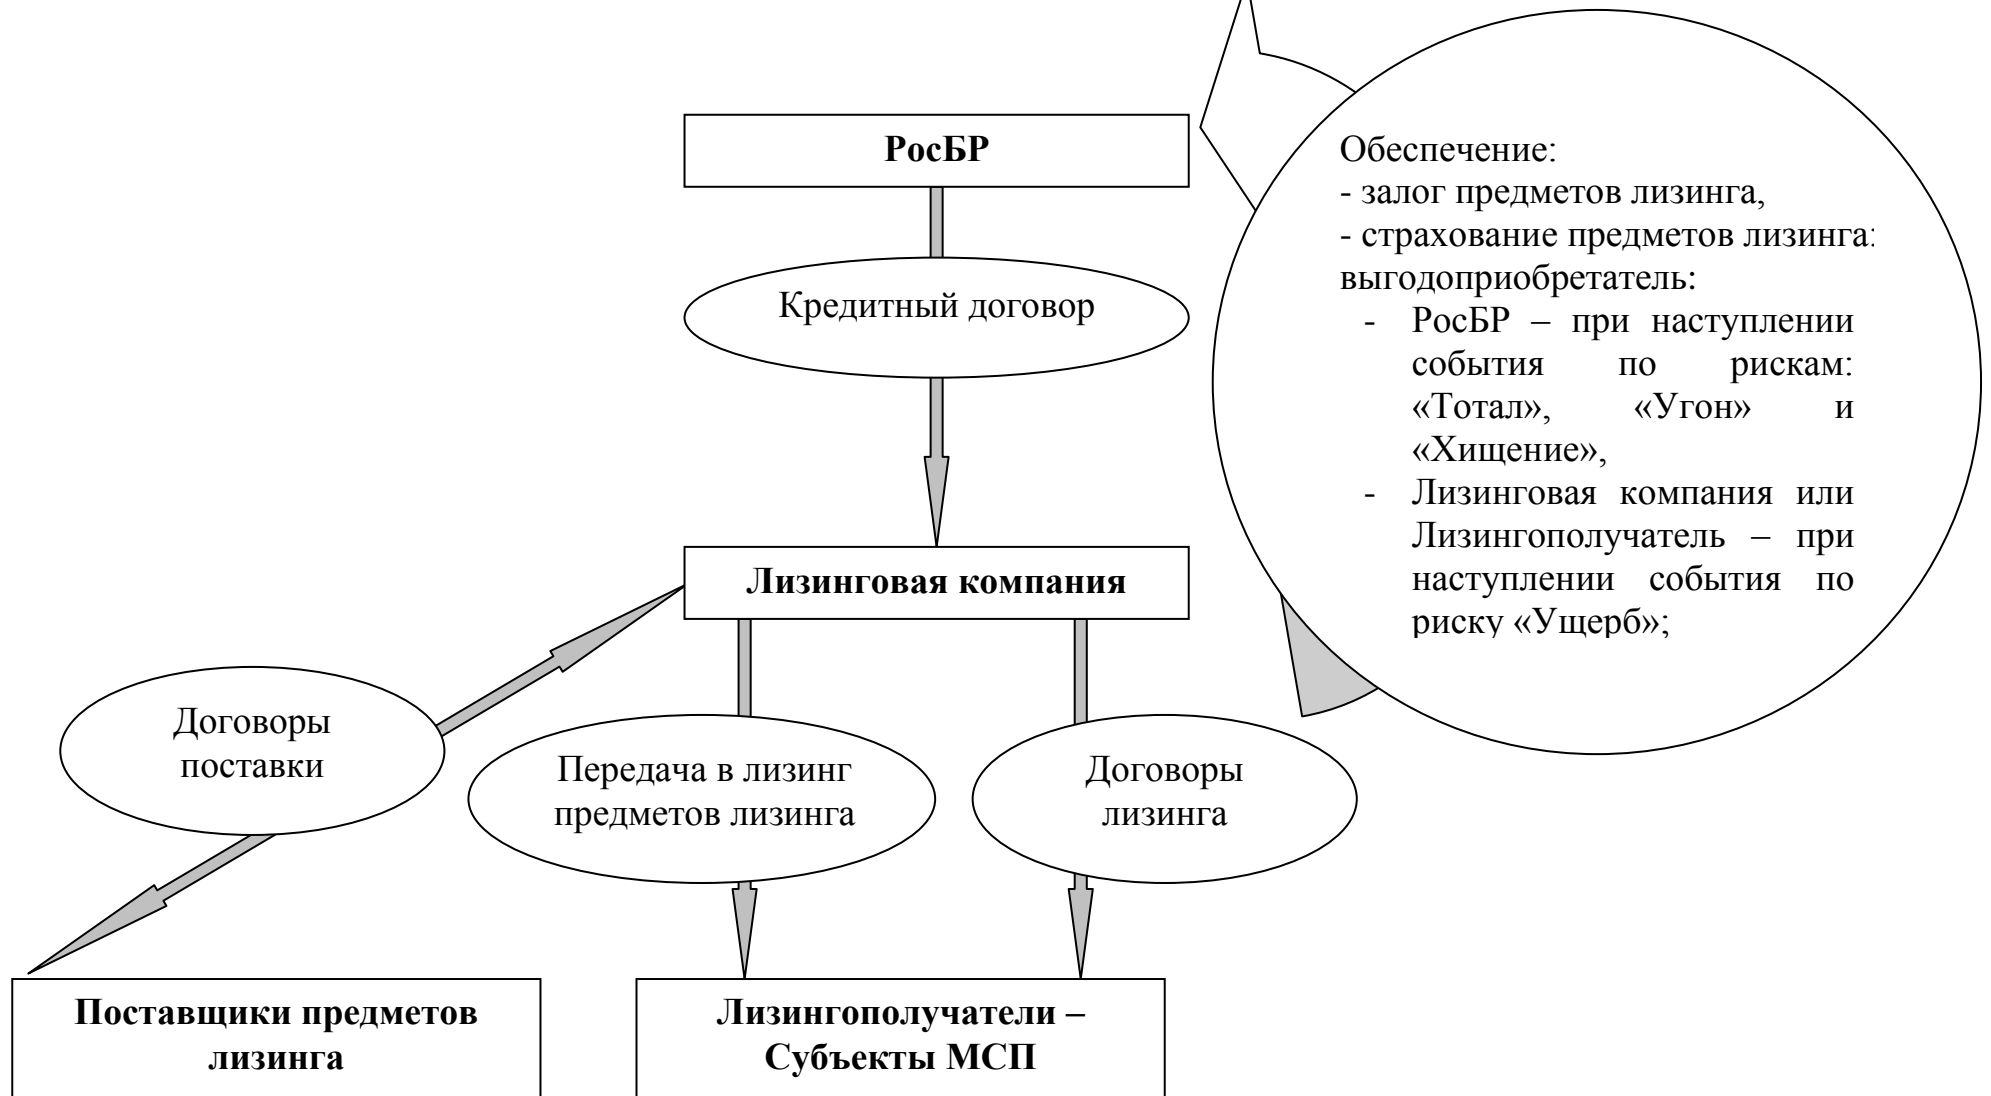 РосБР
Кредитный договор
Обеспечение:
- залог предметов лизинга,
- страхование предметов лизинга:
выгодоприобретатель:
- РосБР – при наступлении
события по рискам:
«Тотал», «Угон» и
«Хищение»,
- Лизинговая компания или
Лизингополучатель – при
наступлении события по
риску «Ущерб»;
Лизинговая компания
Договоры
поставки
Передача в лизинг
предметов лизинга
Договоры
лизинга
Поставщики предметов
лизинга
Лизингополучатели –
Субъекты МСП